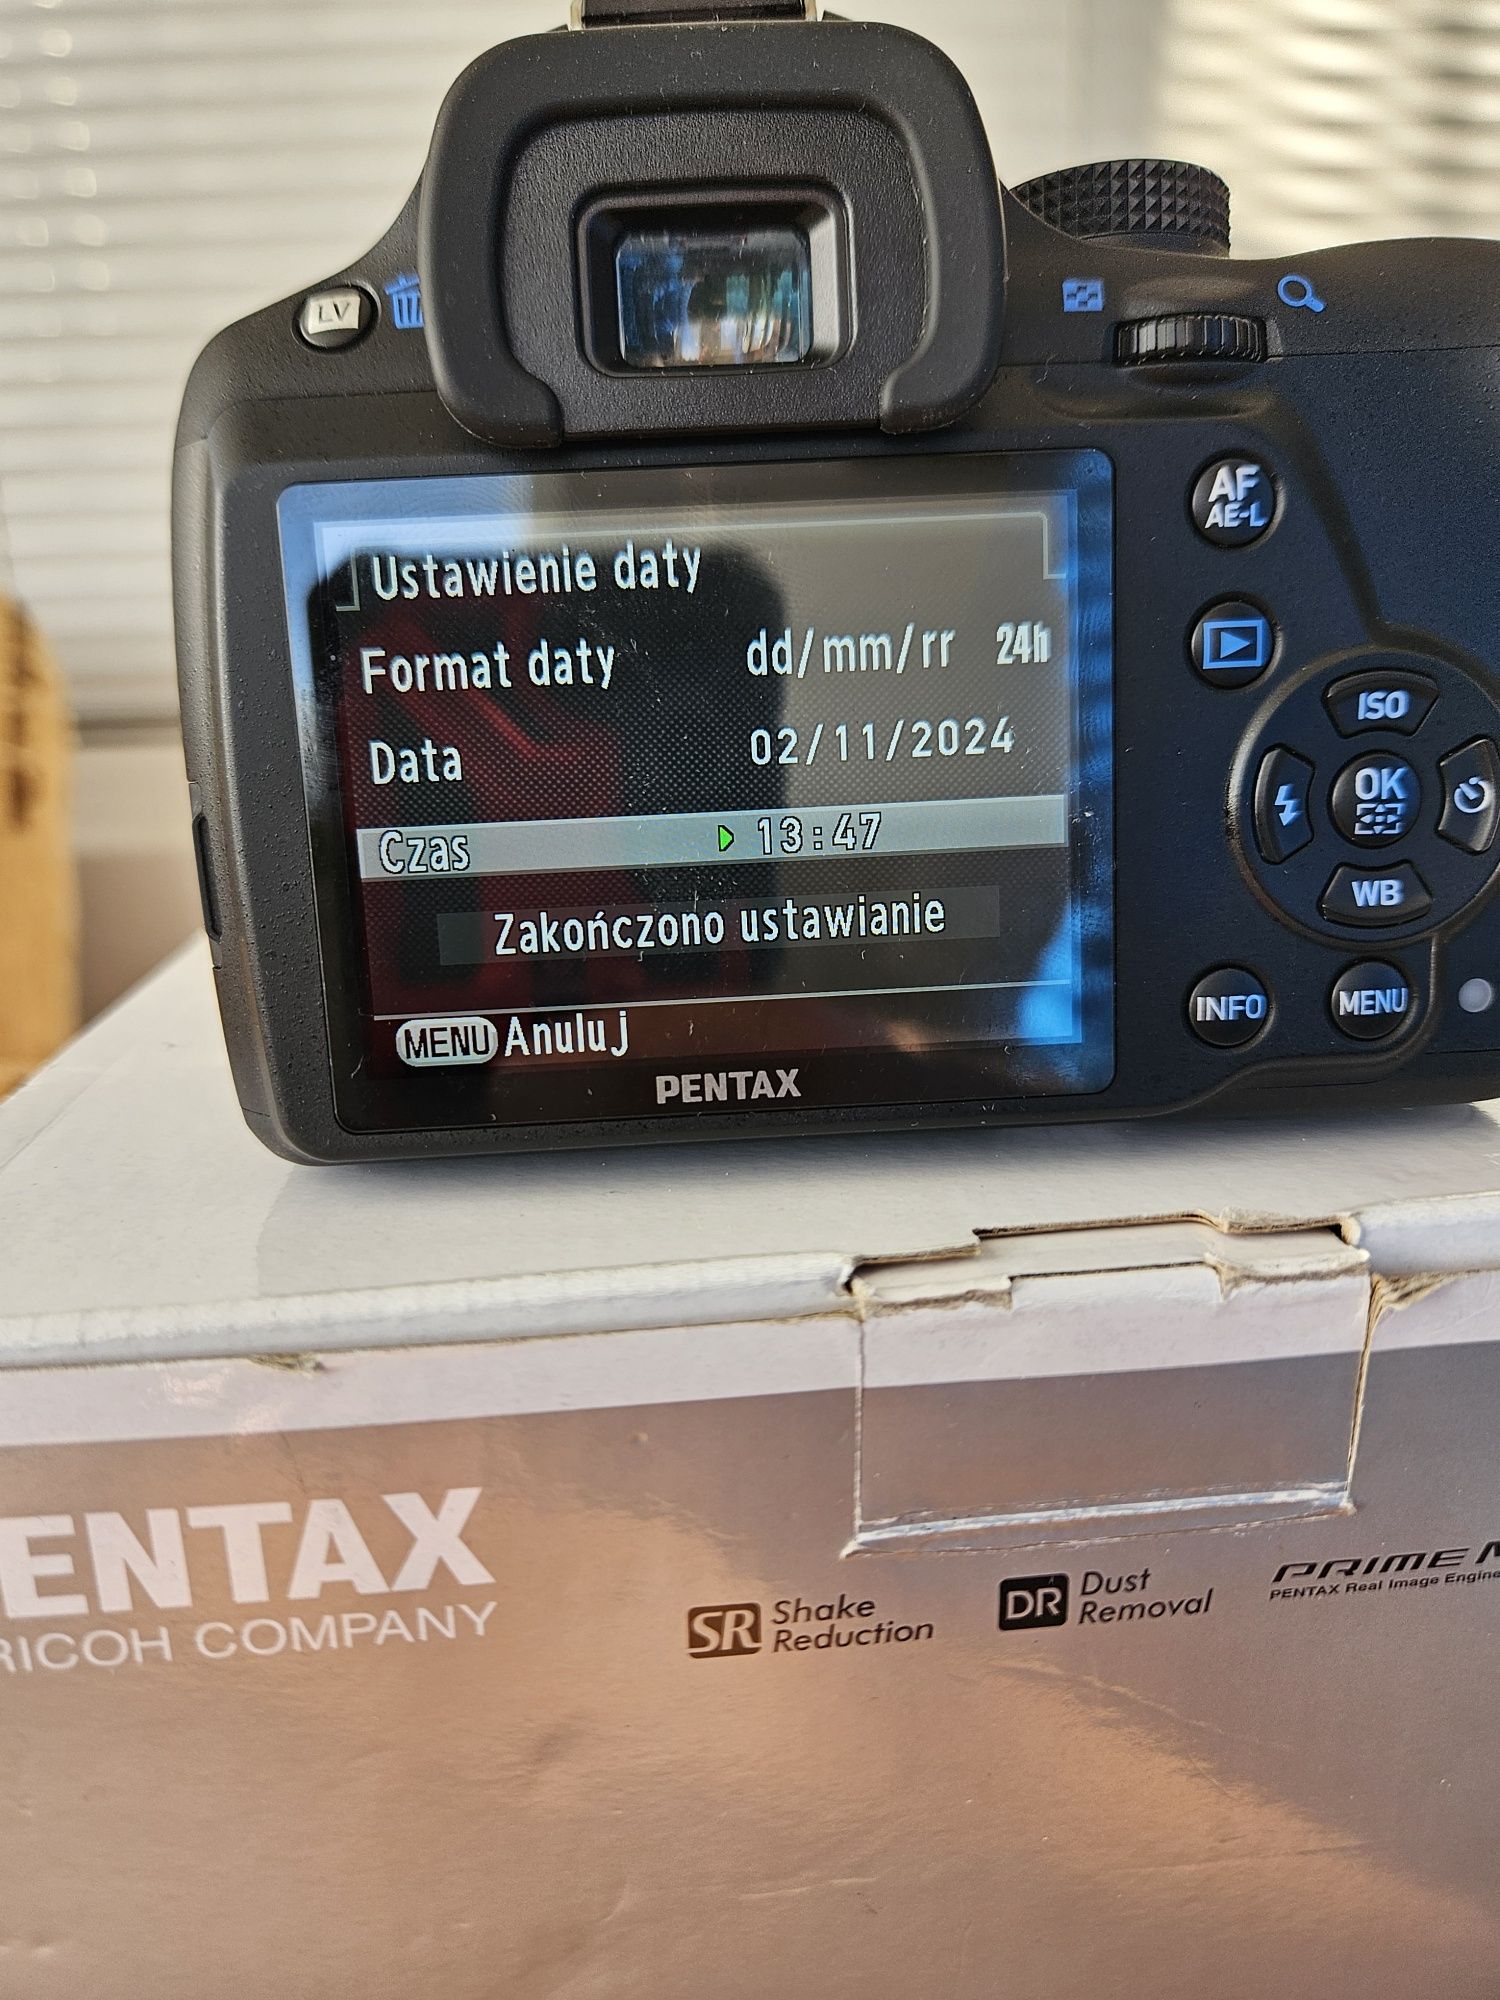 LV
AF
AE-L
Ustawienie daty
Format daty dd/mm/rr 24h
Data 02/11/2024
Czas 13:47
Zakończono ustawianie
MENU Anuluj
PENTAX
ISO
OK
WB
INFO
MENU
ENTAX
RICOH COMPANY
SR Shake
Reduction
DR Dust
Removal
PRIME
PENTAX Real Image Engine